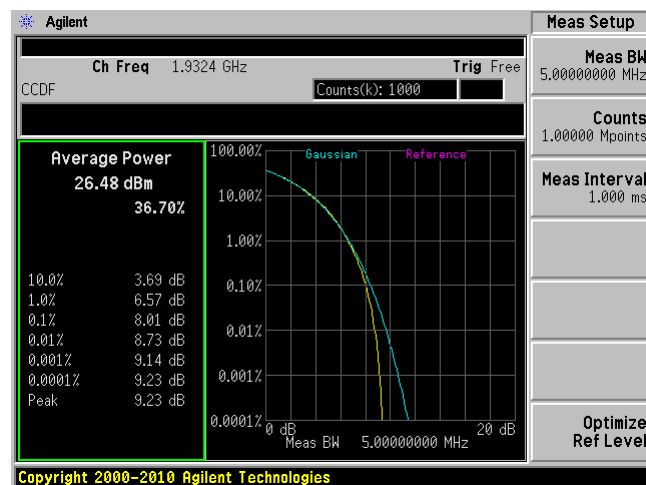 Agilent
Meas Setup
Ch Freq 1.9324 GHz
Trig Free
CCDF
Counts(k): 1000
Average Power
26.48 dBm
36.70%
10.0% 3.69 dB
1.0% 6.57 dB
0.1% 8.01 dB
0.01% 8.73 dB
0.001% 9.14 dB
0.0001% 9.23 dB
Peak 9.23 dB
Gaussian
Reference
100.00%
10.00%
1.00%
0.10%
0.01%
0.001%
0.0001%
0 dB
20 dB
Meas BW 5.00000000 MHz
Meas BW
5.00000000 MHz
Counts
1.00000 Mpoints
Meas Interval
1.000 ms
Optimize
Ref Level
Copyright 2000-2010 Agilent Technologies